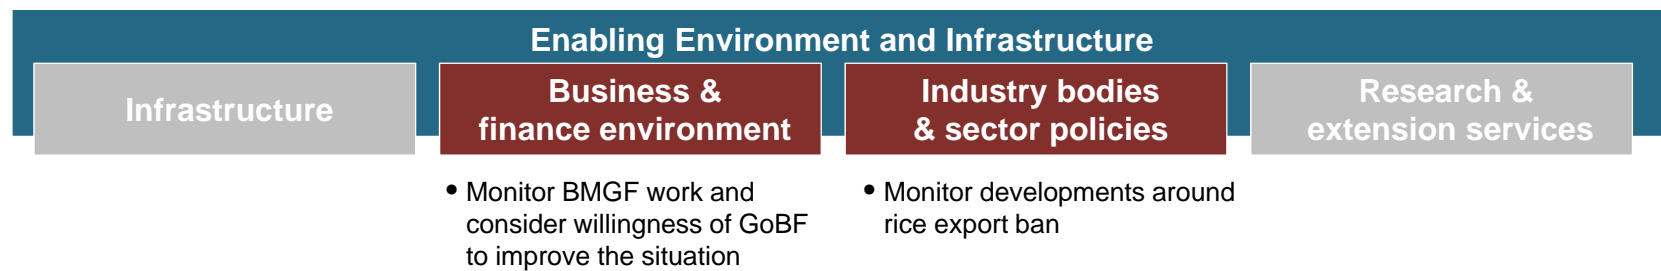 Enabling Environment and Infrastructure
Infrastructure
Business &
finance environment
Industry bodies
& sector policies
Research &
extension services
• Monitor BMGF work and
consider willingness of GoBF
to improve the situation
• Monitor developments around
rice export ban